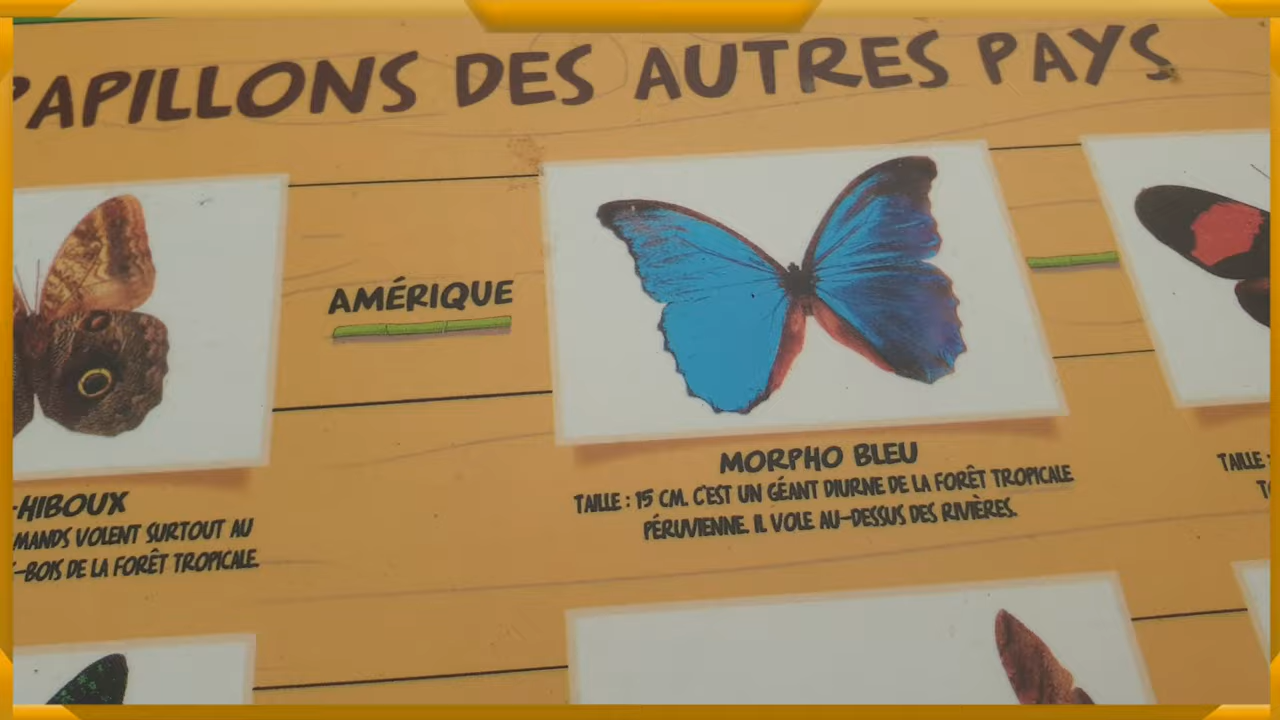 PAPILLONS DES AUTRES PAYS
AMÉRIQUE
MORPHO BLEU
TAILLE : 15 CM. C'EST UN GÉANT DIURNE DE LA FORÊT TROPICALE
PÉRUVIENNE. IL VOLE AU-DESSUS DES RIVIÈRES.
-HIBOUX
MANDS VOLENT SURTOUT AU
-BOIS DE LA FORÊT TROPICALE.
TAILLE :